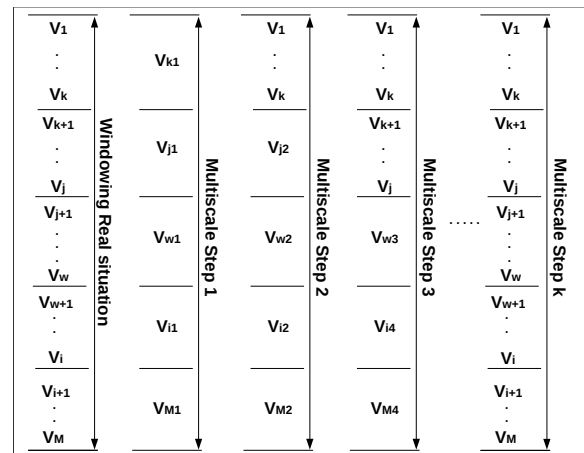 V1
.
.
Vk
Vk+1
.
.
Vj
Vj+1
.
.
.
Vw
Vw+1
.
.
Vi
Vi+1
.
.
VM
Windowing Real situation
Vk1
Vj1
Vw1
Vi1
VM1
Multiscale Step 1
V1
.
.
Vk
Vj2
Vw2
Vi2
VM2
Multiscale Step 2
V1
.
.
Vk
Vk+1
.
.
Vj
Vw3
Vi4
VM4
Multiscale Step 3
.....
V1
.
.
Vk
Vk+1
.
.
Vj
Vj+1
.
.
.
Vw
Vw+1
.
.
Vi
Vi+1
.
.
VM
Multiscale Step k